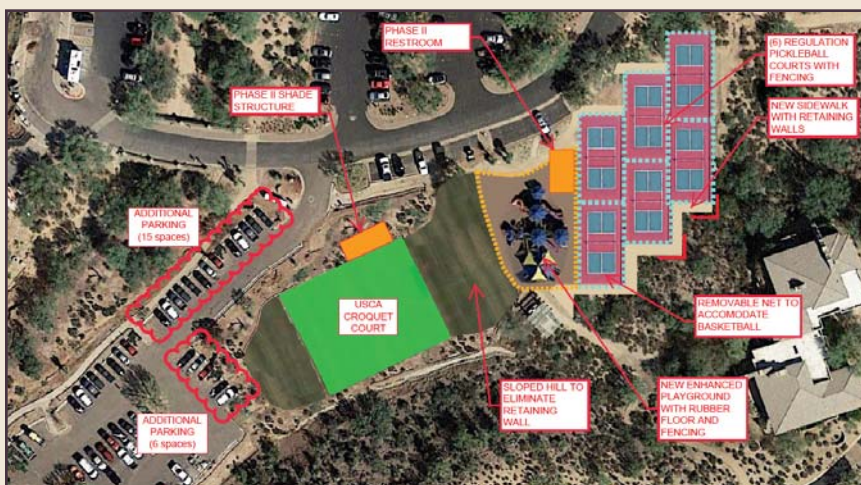 PHASE II
RESTROOM
(6) REGULATION
PICKLEBALL
COURTS WITH
FENCING
PHASE II SHADE
STRUCTURE
NEW SIDEWALK
WITH RETAINING
WALLS
ADDITIONAL
PARKING
(15 spaces)
USCA
CROQUET
COURT
REMOVABLE NET TO
ACCOMODATE
BASKETBALL
SLOPED HILL TO
ELIMINATE
RETAINING
WALL
NEW ENHANCED
PLAYGROUND
WITH RUBBER
FLOOR AND
FENCING
ADDITIONAL
PARKING
(6 spaces)